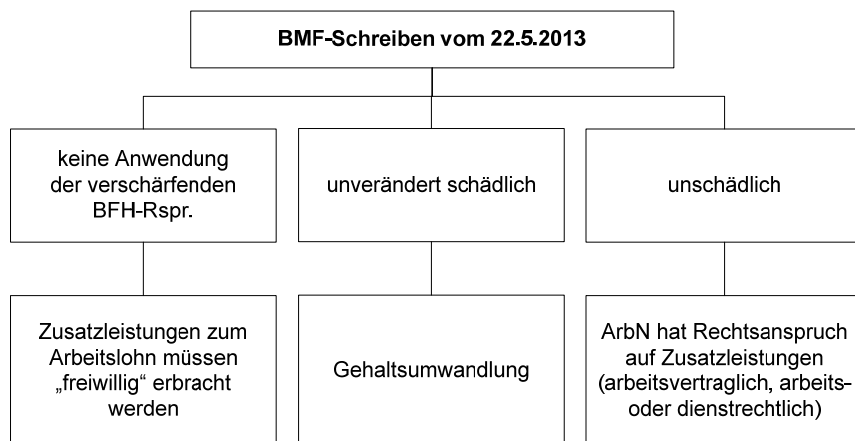 BMF-Schreiben vom 22.5.2013
keine Anwendung
der verschärfenden
BFH-Rspr.
unverändert schädlich
unschädlich
Zusatzleistungen zum
Arbeitslohn müssen
„freiwillig“ erbracht
werden
Gehaltsumwandlung
ArbN hat Rechtsanspruch
auf Zusatzleistungen
(arbeitsvertraglich, arbeits-
oder dienstrechtlich)